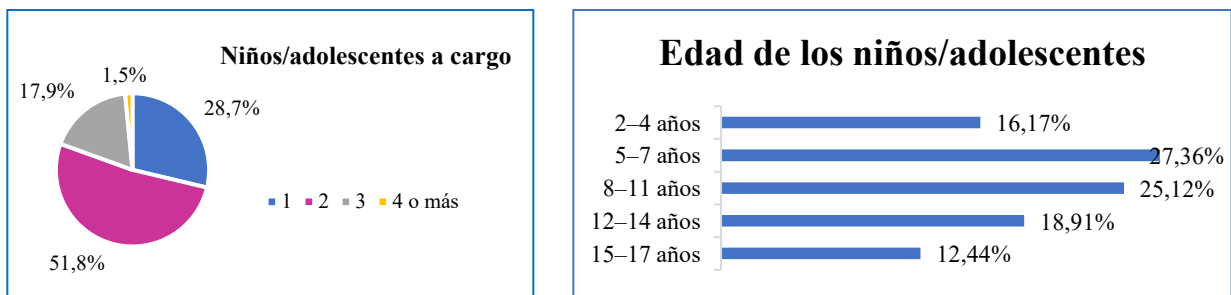 Niños/adolescentes a cargo
1,5%
17,9%
28,7%
1 2 3 4 o más
51,8%
Edad de los niños/adolescentes
2–4 años 16,17%
5–7 años 27,36%
8–11 años 25,12%
12–14 años 18,91%
15–17 años 12,44%